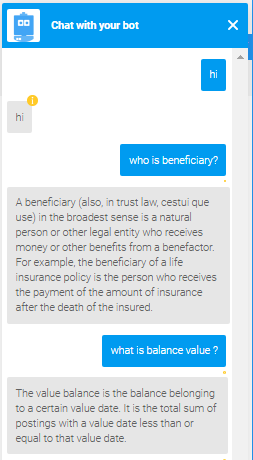 Chat with your bot
hi
hi
who is beneficiary?
A beneficiary (also, in trust law, cestui que
use) in the broadest sense is a natural
person or other legal entity who receives
money or other benefits from a benefactor.
For example, the beneficiary of a life
insurance policy is the person who receives
the payment of the amount of insurance
after the death of the insured.
what is balance value ?
The value balance is the balance belonging
to a certain value date. It is the total sum of
postings with a value date less than or
equal to that value date.